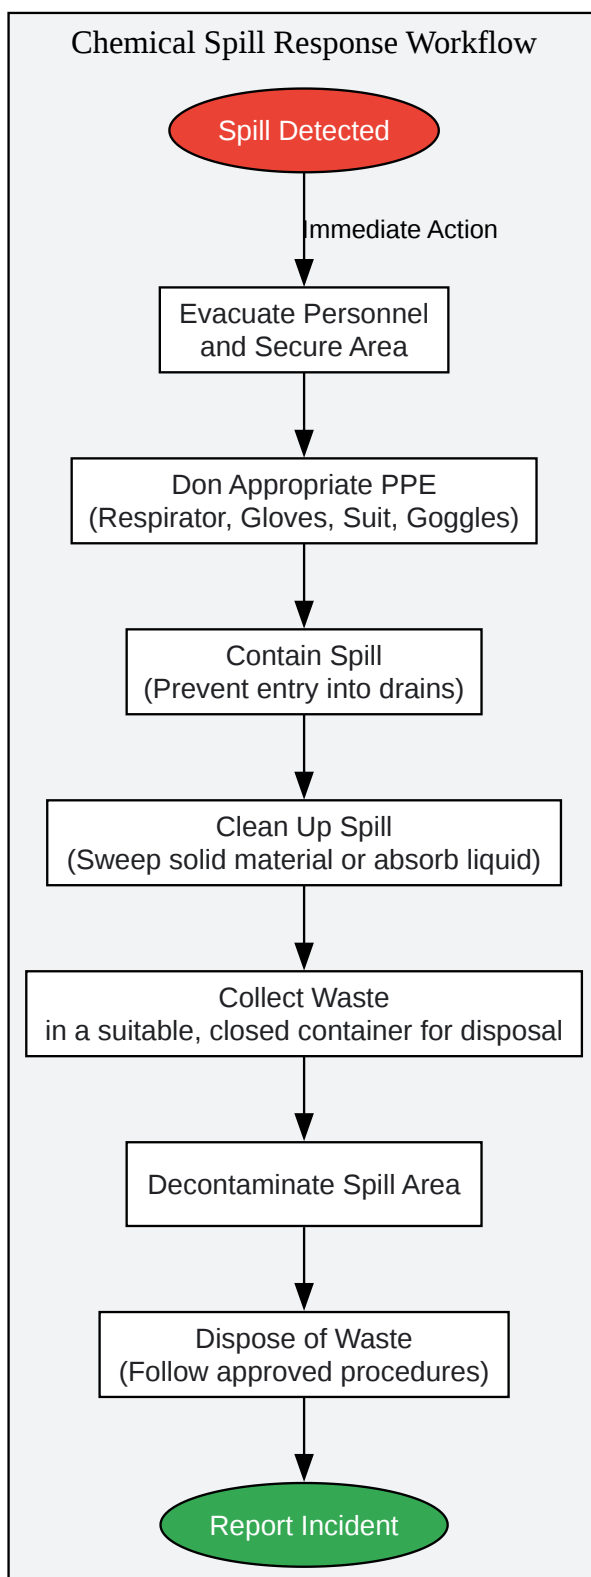 Chemical Spill Response Workflow
Spill Detected
Immediate Action
Evacuate Personnel
and Secure Area
Don Appropriate PPE
(Respirator, Gloves, Suit, Goggles)
Contain Spill
(Prevent entry into drains)
Clean Up Spill
(Sweep solid material or absorb liquid)
Collect Waste
in a suitable, closed container for disposal
Decontaminate Spill Area
Dispose of Waste
(Follow approved procedures)
Report Incident